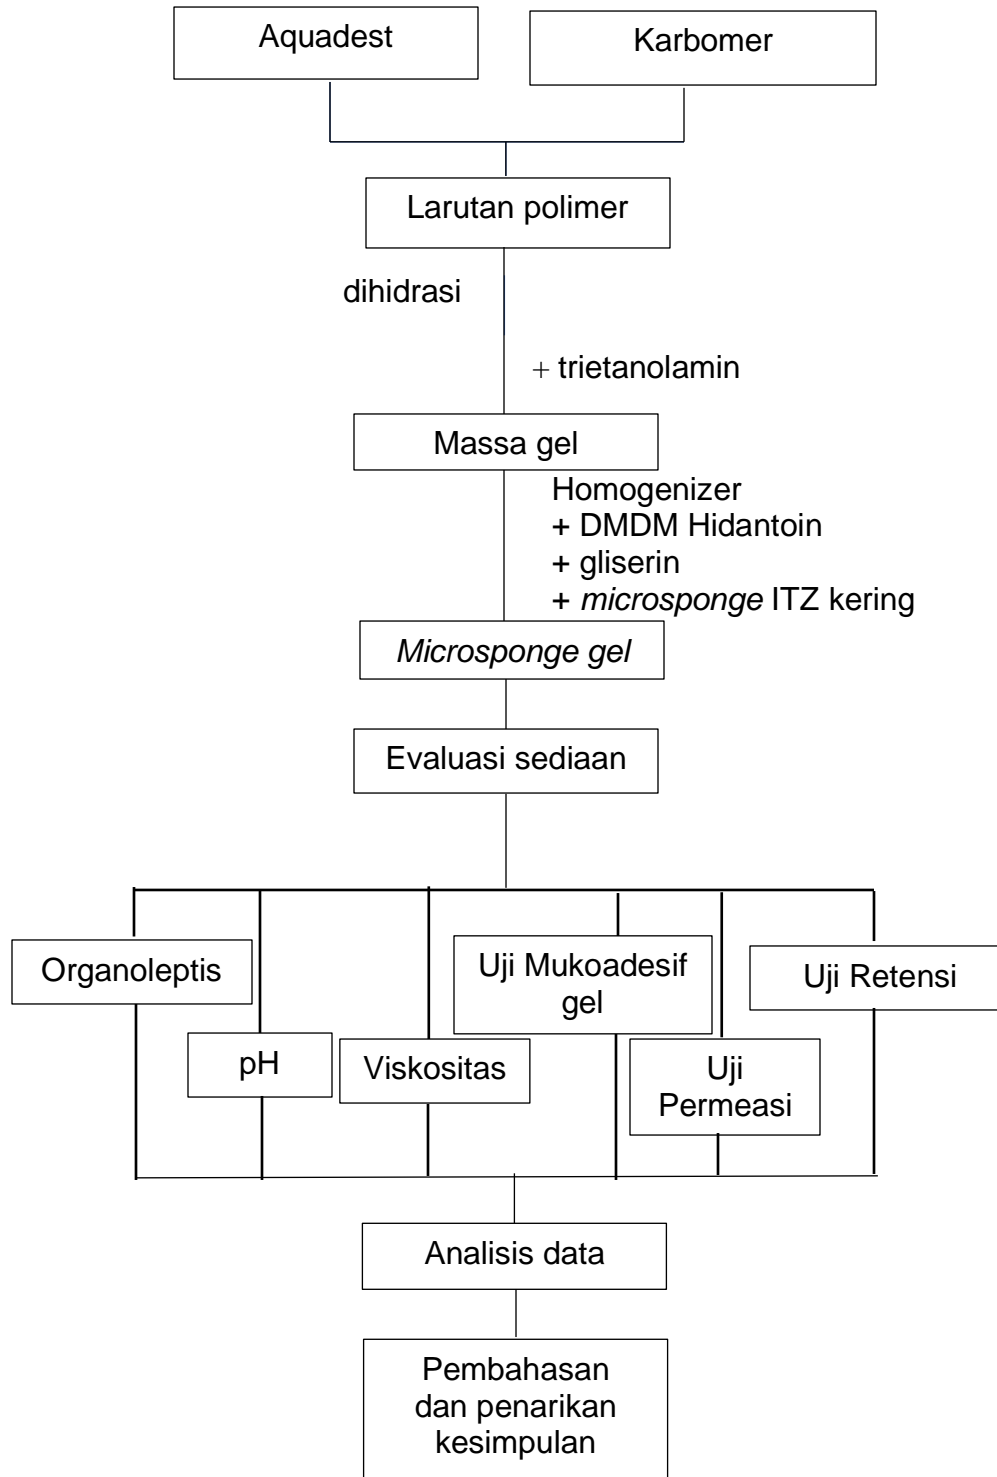 Aquadest
Karbomer
Larutan polimer
dihidrasi
+ trietanolamin
Massa gel
Homogenizer
+ DMDM Hidantoin
+ gliserin
+ microsponge ITZ kering
Microsponge gel
Evaluasi sediaan
Organoleptis
pH
Viskositas
Uji Mukoadesif
gel
Uji
Permeasi
Uji Retensi
Analisis data
Pembahasan
dan penarikan
kesimpulan